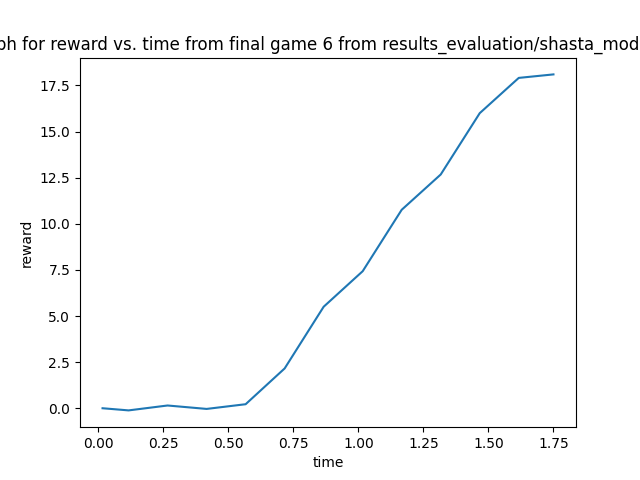 ph for reward vs. time from final game 6 from results_evaluation/shasta_mod
17.5
15.0
12.5
10.0
7.5
5.0
2.5
0.0
reward
0.00 0.25 0.50 0.75 1.00 1.25 1.50 1.75
time